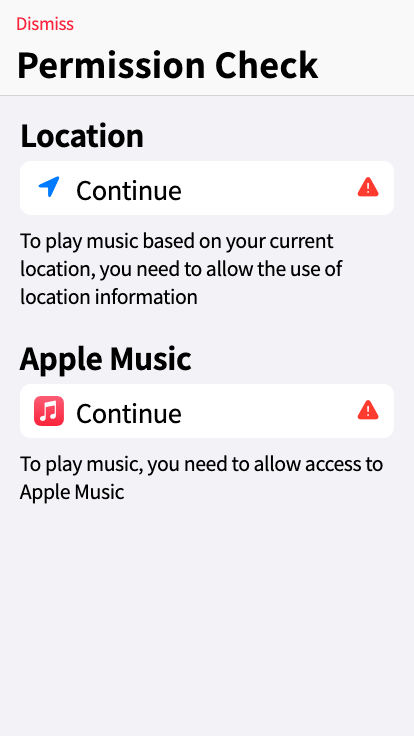 Dismiss
Permission Check
Location
Continue
To play music based on your current
location, you need to allow the use of
location information
Apple Music
Continue
To play music, you need to allow access to
Apple Music